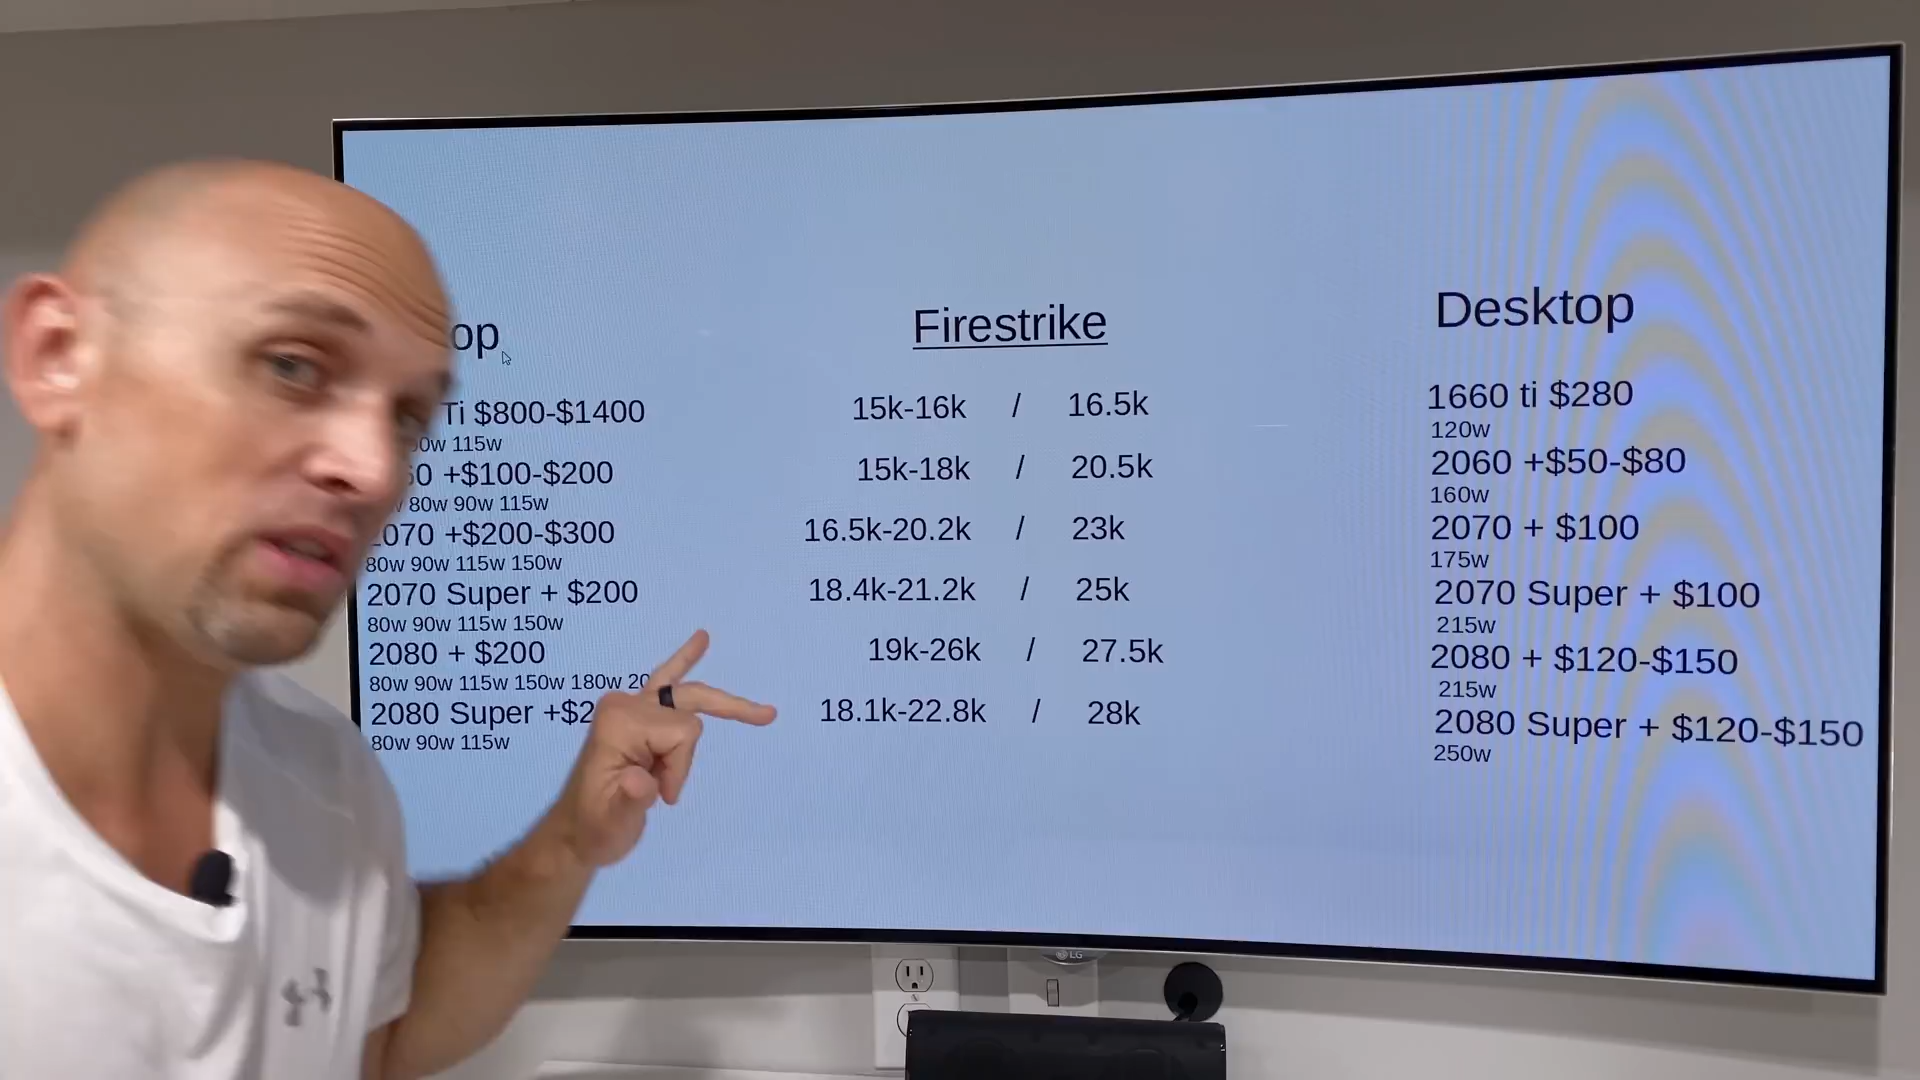 op
Ti $800-$1400
115w
+$100-$200
80w 90w 115w
2070 +$200-$300
80w 90w 115w 150w
2070 Super + $200
80w 90w 115w 150w
2080 + $200
80w 90w 115w 150w 180w 20
2080 Super +$2
80w 90w 115w
Firestrike
15k-16k / 16.5k
15k-18k / 20.5k
16.5k-20.2k / 23k
18.4k-21.2k / 25k
19k-26k / 27.5k
18.1k-22.8k / 28k
Desktop
1660 ti $280
120w
2060 +$50-$80
160w
2070 + $100
175w
2070 Super + $100
215w
2080 + $120-$150
215w
2080 Super + $120-$150
250w
LG